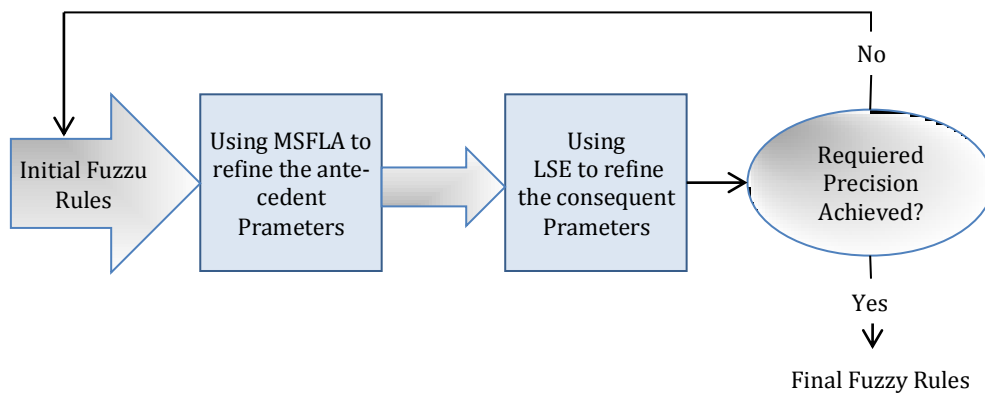 No
Initial Fuzzu
Rules
Using MSFLA to
refine the ante-
cedent
Prameters
Using
LSE to refine
the consequent
Prameters
Requiered
Precision
Achieved?
Yes
Final Fuzzy Rules